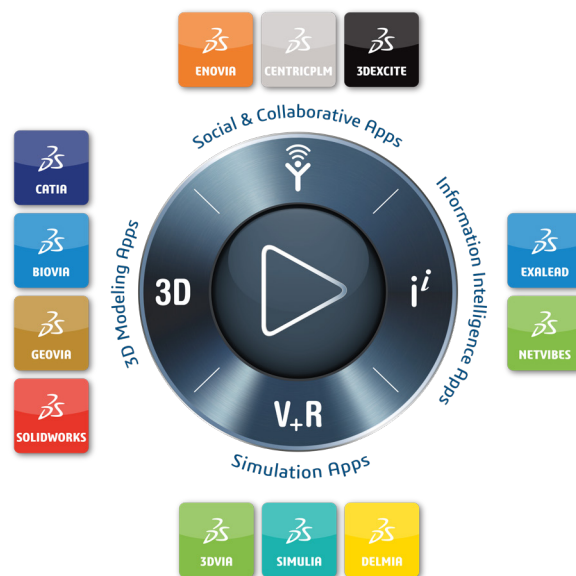 ENOVIA
CENTRICPLM
3DEXCITE
Social & Collaborative Apps
CATIA
BIOVIA
GEOVIA
SOLIDWORKS
3D Modeling Apps
3D
i i
V+R
Information Intelligence Apps
EXALEAD
NETVIBES
Simulation Apps
3DVIA
SIMULIA
DELMIA